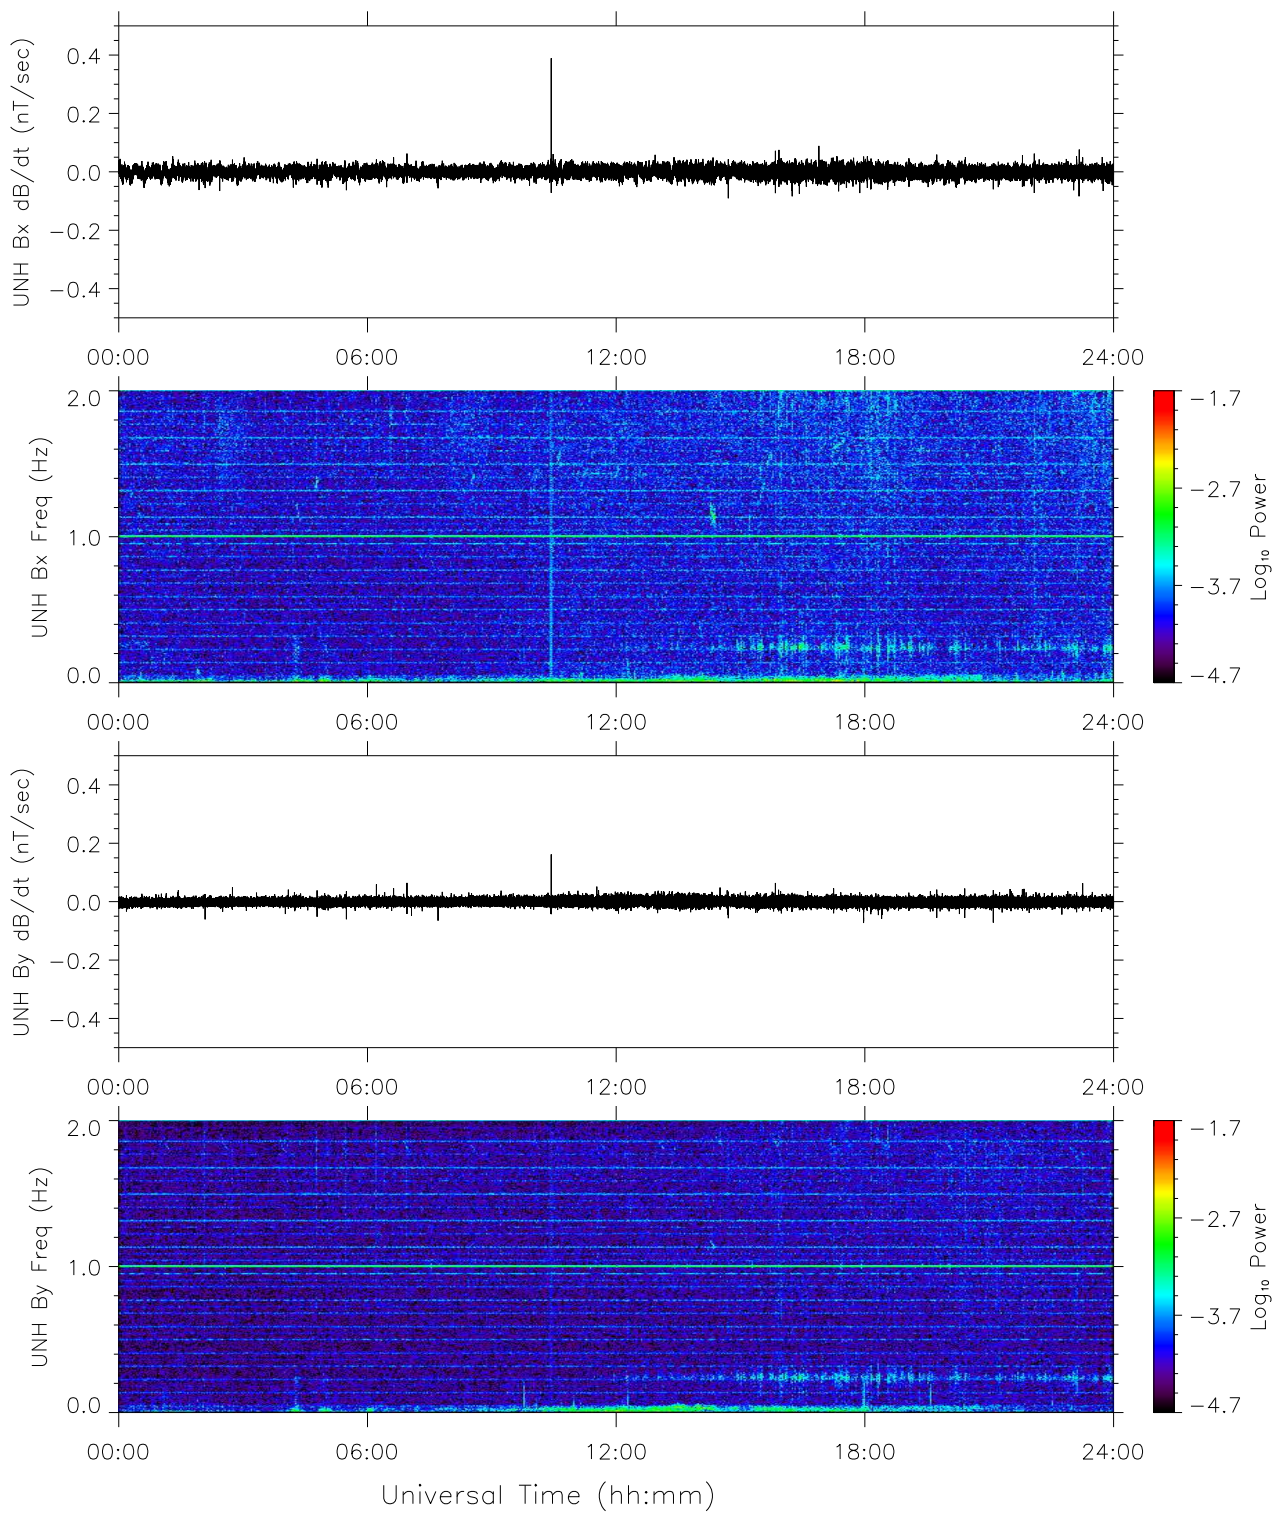 UNH Bx dB/dt (nT/sec)
0.4
0.2
0.0
−0.2
−0.4
00:00 06:00 12:00 18:00 24:00
UNH Bx Freq (Hz)
2.0
1.0
0.0
−1.7
−2.7
−3.7
−4.7
Log10 Power
00:00 06:00 12:00 18:00 24:00
UNH By dB/dt (nT/sec)
0.4
0.2
0.0
−0.2
−0.4
00:00 06:00 12:00 18:00 24:00
UNH By Freq (Hz)
2.0
1.0
0.0
−1.7
−2.7
−3.7
−4.7
Log10 Power
00:00 06:00 12:00 18:00 24:00
Universal Time (hh:mm)